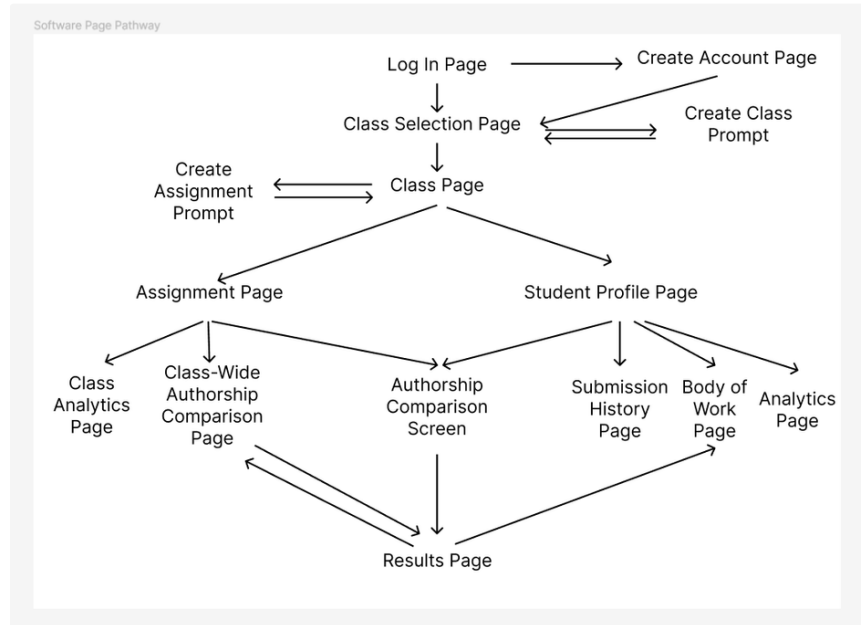 Software Page Pathway
Log In Page
Create Account Page
Class Selection Page
Create Class
Prompt
Create
Assignment
Prompt
Class Page
Assignment Page
Student Profile Page
Class
Analytics
Page
Class-Wide
Authorship
Comparison
Page
Authorship
Comparison
Screen
Submission
History
Page
Body of
Work
Page
Analytics
Page
Results Page